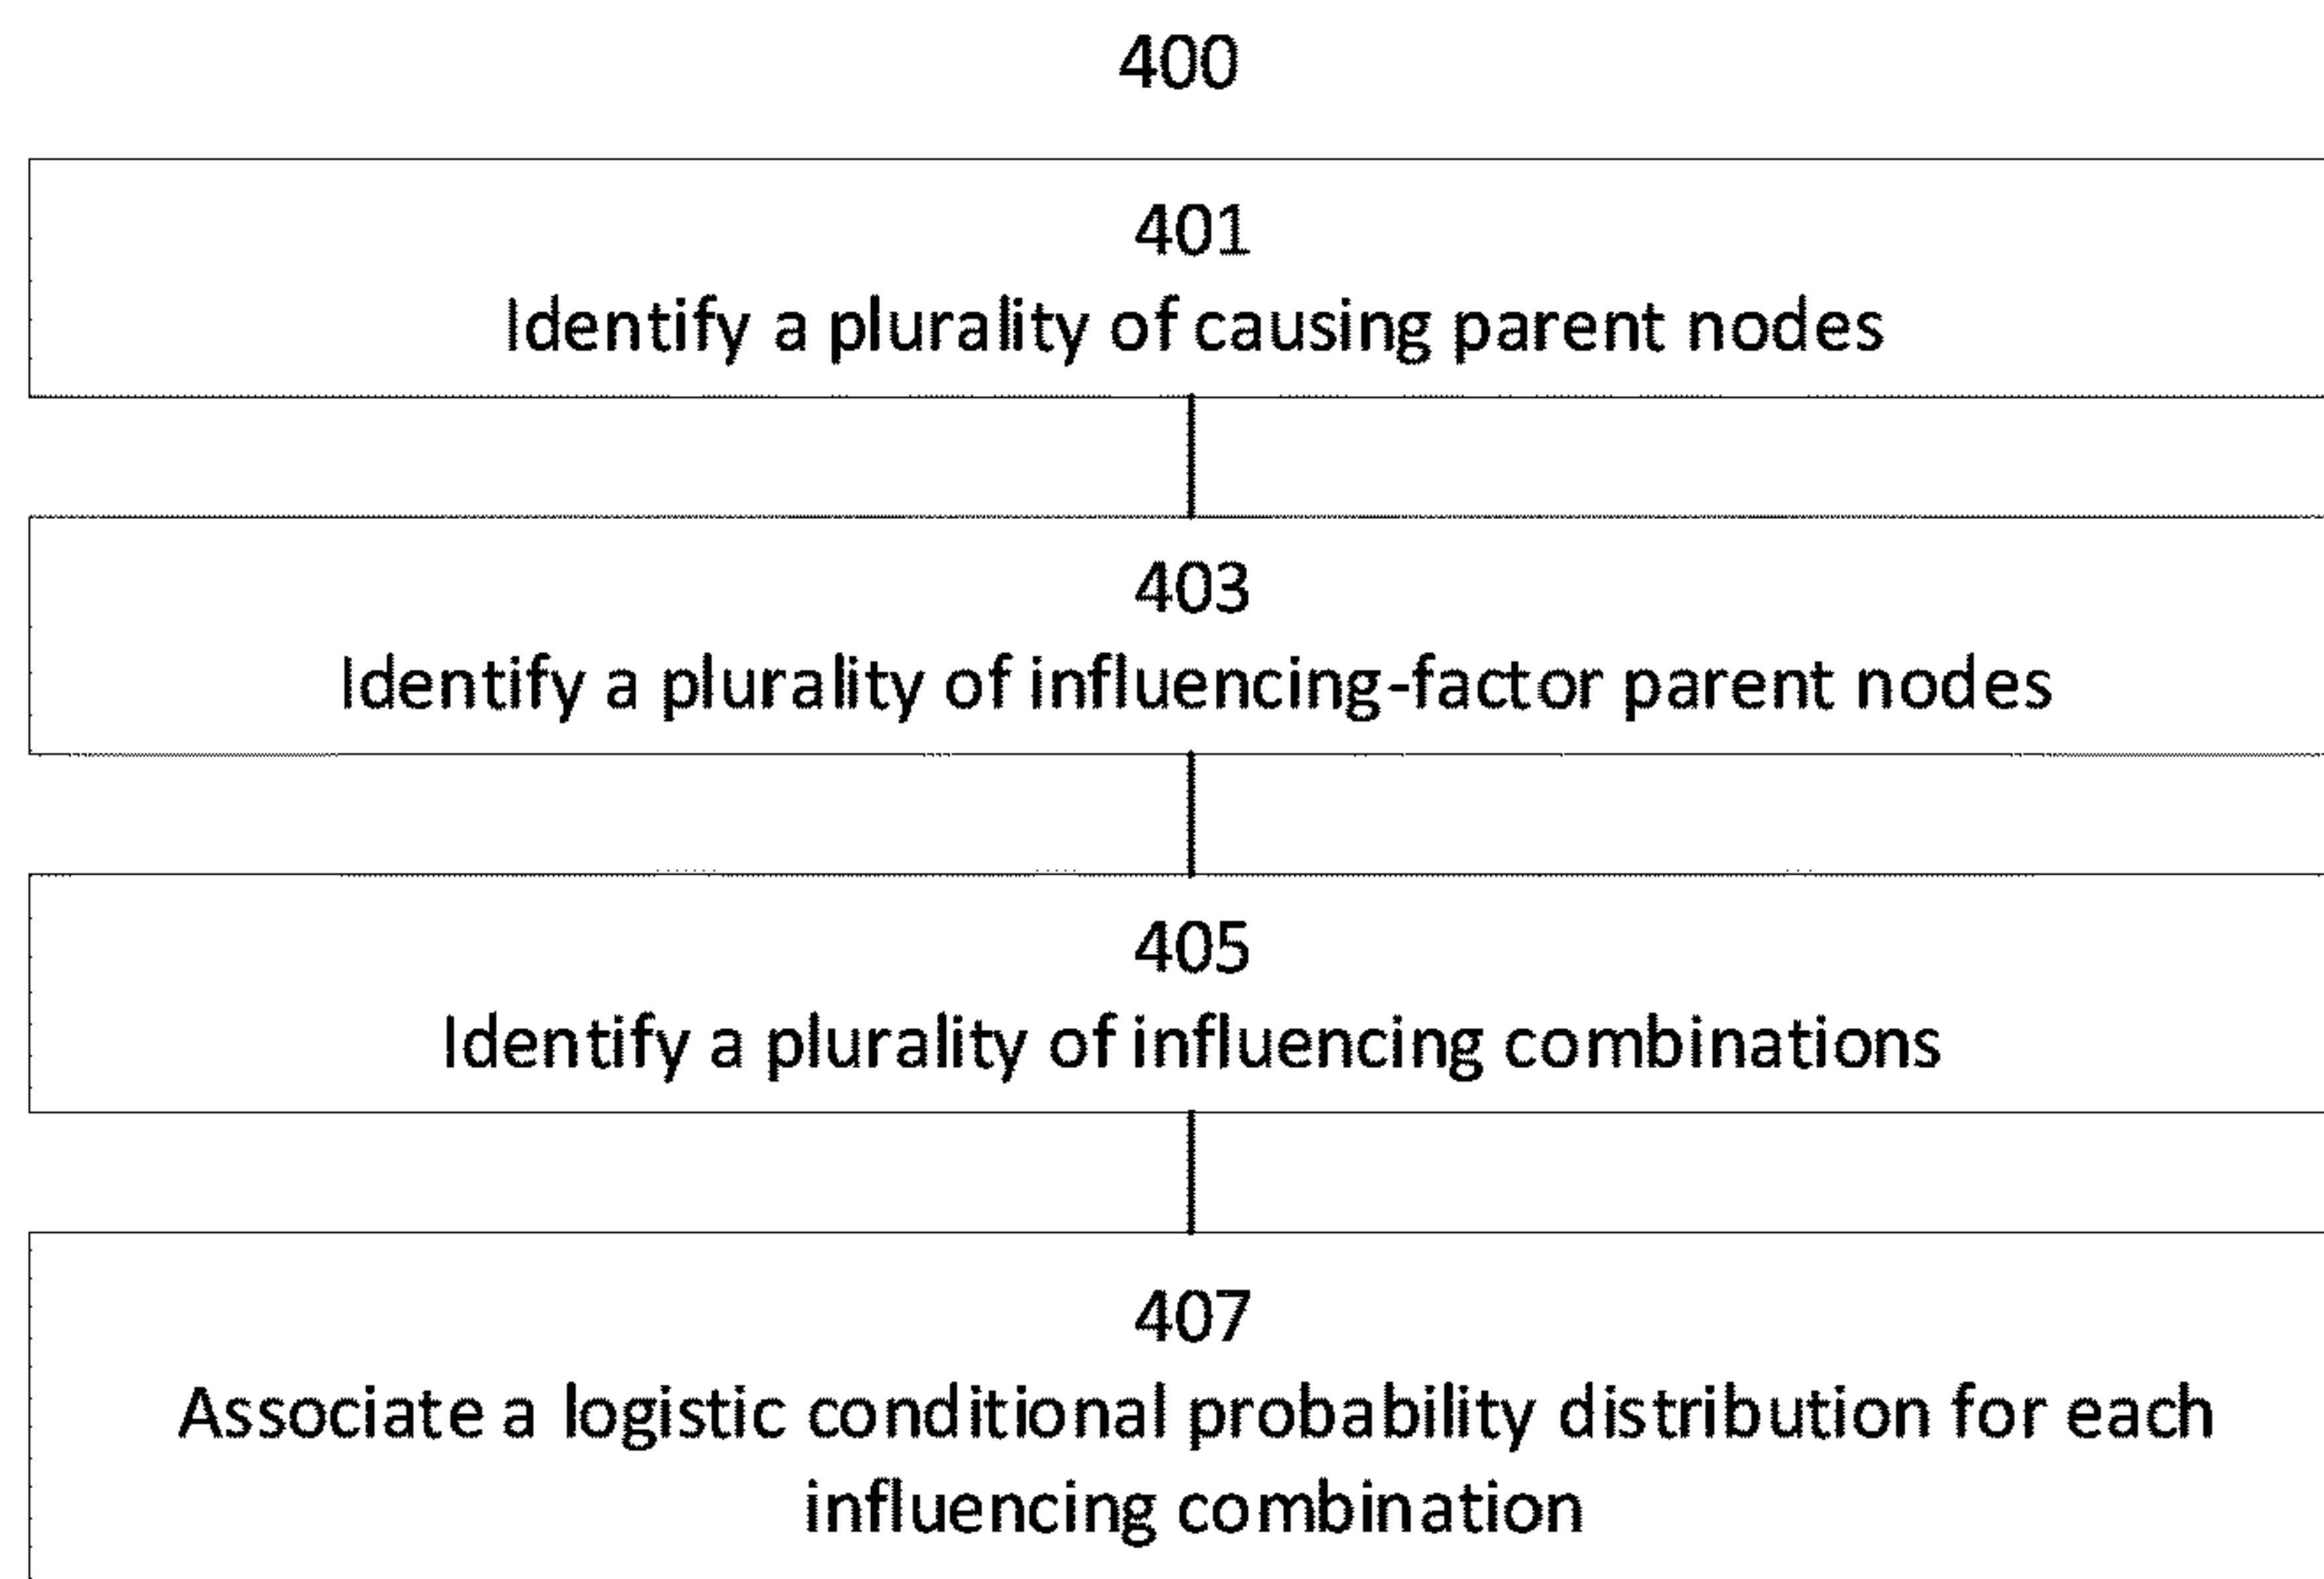 400
401
Identify a plurality of causing parent nodes
403
Identify a plurality of influencing-factor parent nodes
405
Identify a plurality of influencing combinations
407
Associate a logistic conditional probability distribution for each
influencing combination